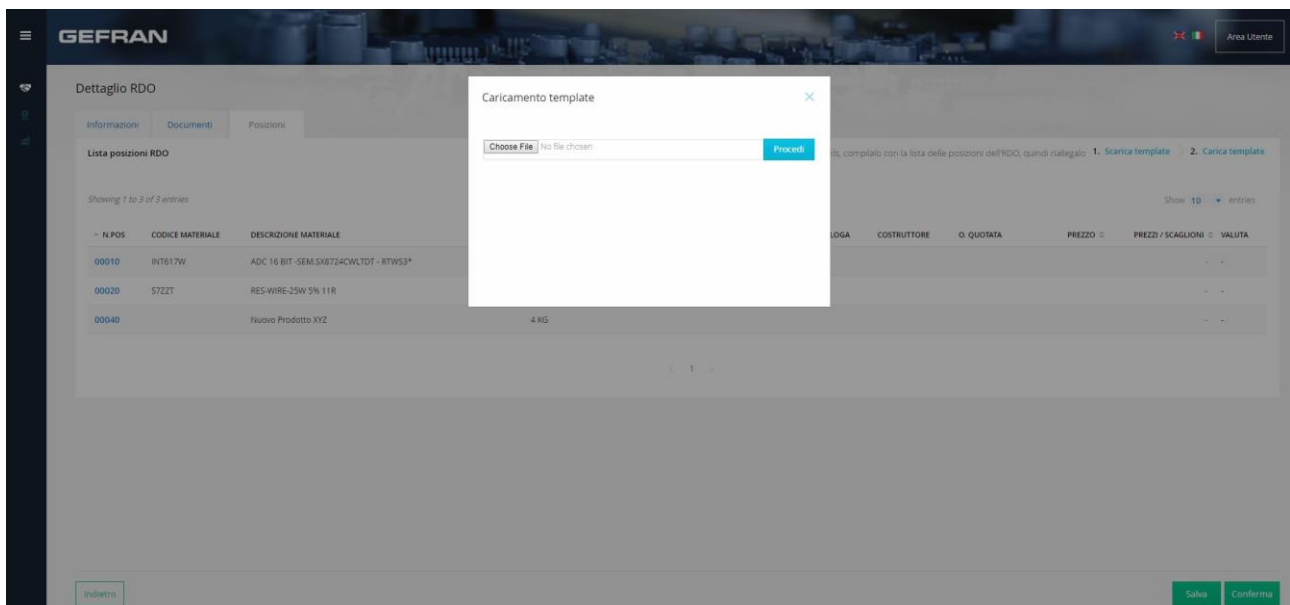 GEFRAN
Area Utente
Dettaglio RDO
Caricamento template
Informazioni Documenti Posizioni
Choose File No file chosen Procedi
Lista posizioni RDO
compilalo con la lista delle posizioni dell'RDO, quindi riallegalo 1. Scarica template 2. Carica template
Showing 1 to 3 of 3 entries
Show 10 entries
N.POS CODICE MATERIALE DESCRIZIONE MATERIALE LOGA COSTRUTTORE O. QUOTATA PREZZO PREZZI / SCAGLIONI VALUTA
00010 INT617W ADC 16 BIT -SEM.SX8724CWLTDT - RTWS3* - -
00020 S7ZZT RES-WIRE-25W 5% 11R - -
00040 Nuovo Prodotto XYZ 4 KG - -
1
Indietro Salva Conferma